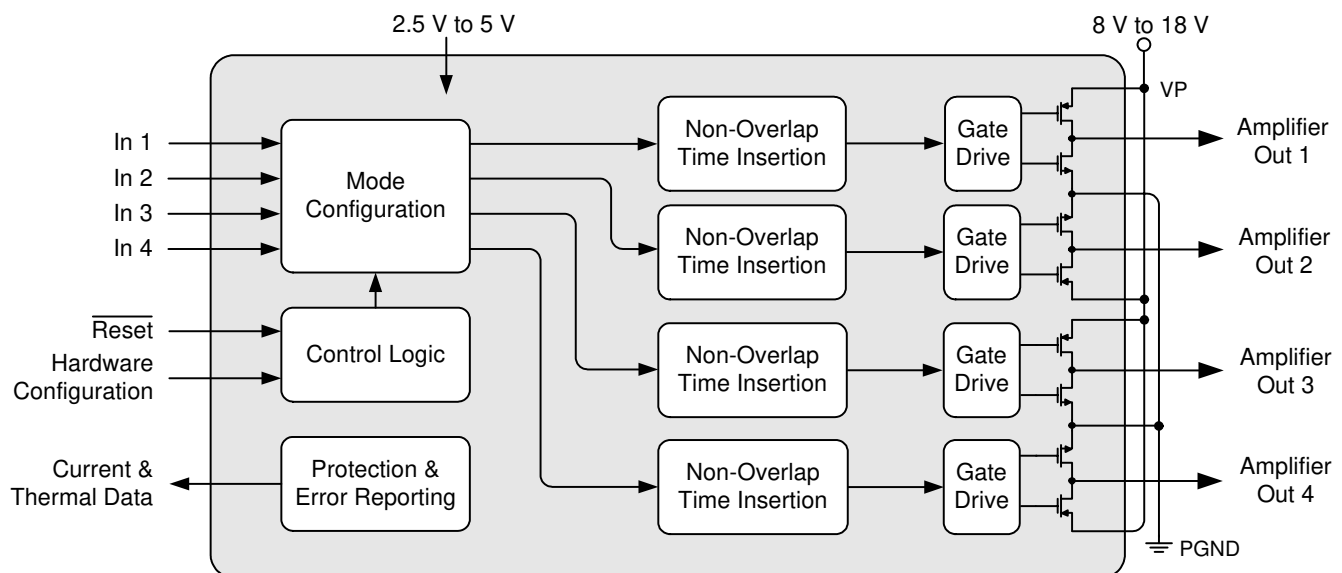 2.5 V to 5 V
8 V to 18 V
VP
In 1
In 2
In 3
In 4
Mode
Configuration
Non-Overlap
Time Insertion
Gate
Drive
Amplifier
Out 1
Non-Overlap
Time Insertion
Gate
Drive
Amplifier
Out 2
Reset
Hardware
Configuration
Control Logic
Non-Overlap
Time Insertion
Gate
Drive
Amplifier
Out 3
Current &
Thermal Data
Protection &
Error Reporting
Non-Overlap
Time Insertion
Gate
Drive
Amplifier
Out 4
PGND